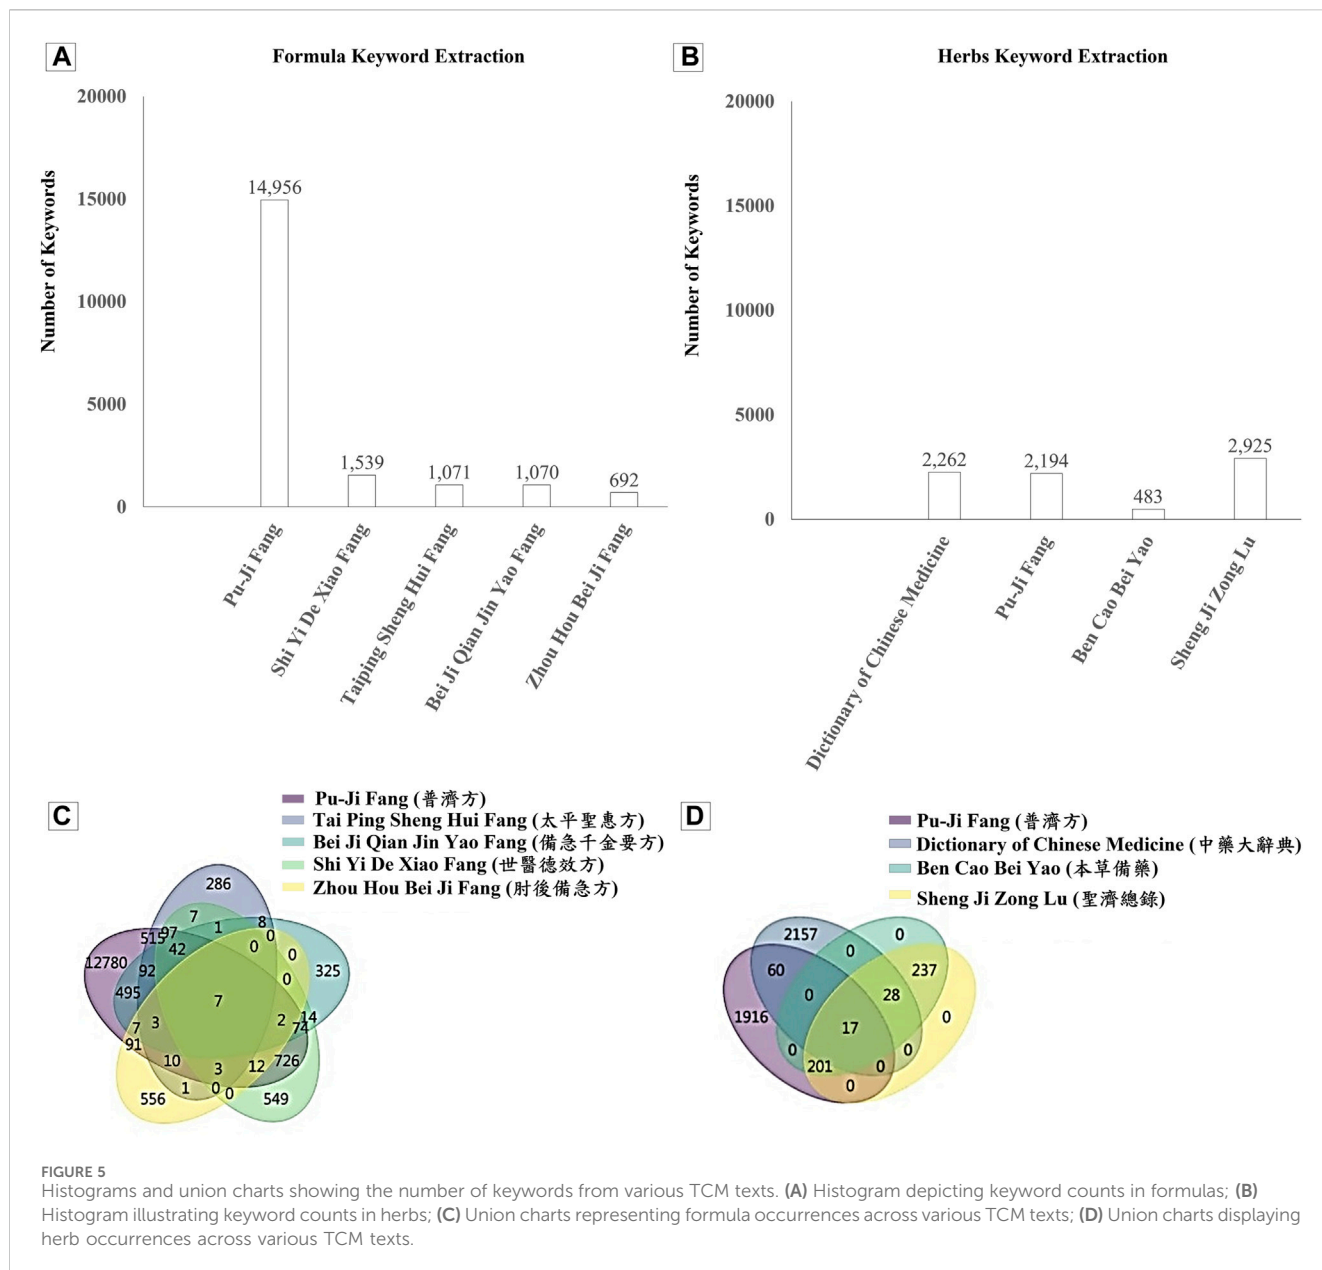 A
Formula Keyword Extraction
Number of Keywords
20000
15000
10000
5000
0
14,956
1,539
1,071
1,070
692
Pu-Ji Fang
Shi Yi De Xiao Fang
Taiping Sheng Hui Fang
Bei Ji Qian Jin Yao Fang
Zhou Hou Bei Ji Fang
B
Herbs Keyword Extraction
Number of Keywords
20000
15000
10000
5000
0
2,262
2,194
483
2,925
Dictionary of Chinese Medicine
Pu-Ji Fang
Ben Cao Bei Yao
Sheng Ji Zong Lu
C
Pu-Ji Fang (普濟方)
Tai Ping Sheng Hui Fang (太平聖惠方)
Bei Ji Qian Jin Yao Fang (備急千金要方)
Shi Yi De Xiao Fang (世醫德效方)
Zhou Hou Bei Ji Fang (肘後備急方)
286
7
1
8
515
97
42
0
0
0
12780
92
325
495
0
7
7
3
2
14
74
91
10
3
12
726
556
1
0
0
549
D
Pu-Ji Fang (普濟方)
Dictionary of Chinese Medicine (中藥大辭典)
Ben Cao Bei Yao (本草備藥)
Sheng Ji Zong Lu (聖濟總錄)
2157
0
0
60
237
0
28
1916
17
0
0
0
201
0
0
FIGURE 5
Histograms and union charts showing the number of keywords from various TCM texts. (A) Histogram depicting keyword counts in formulas; (B)
Histogram illustrating keyword counts in herbs; (C) Union charts representing formula occurrences across various TCM texts; (D) Union charts displaying
herb occurrences across various TCM texts.